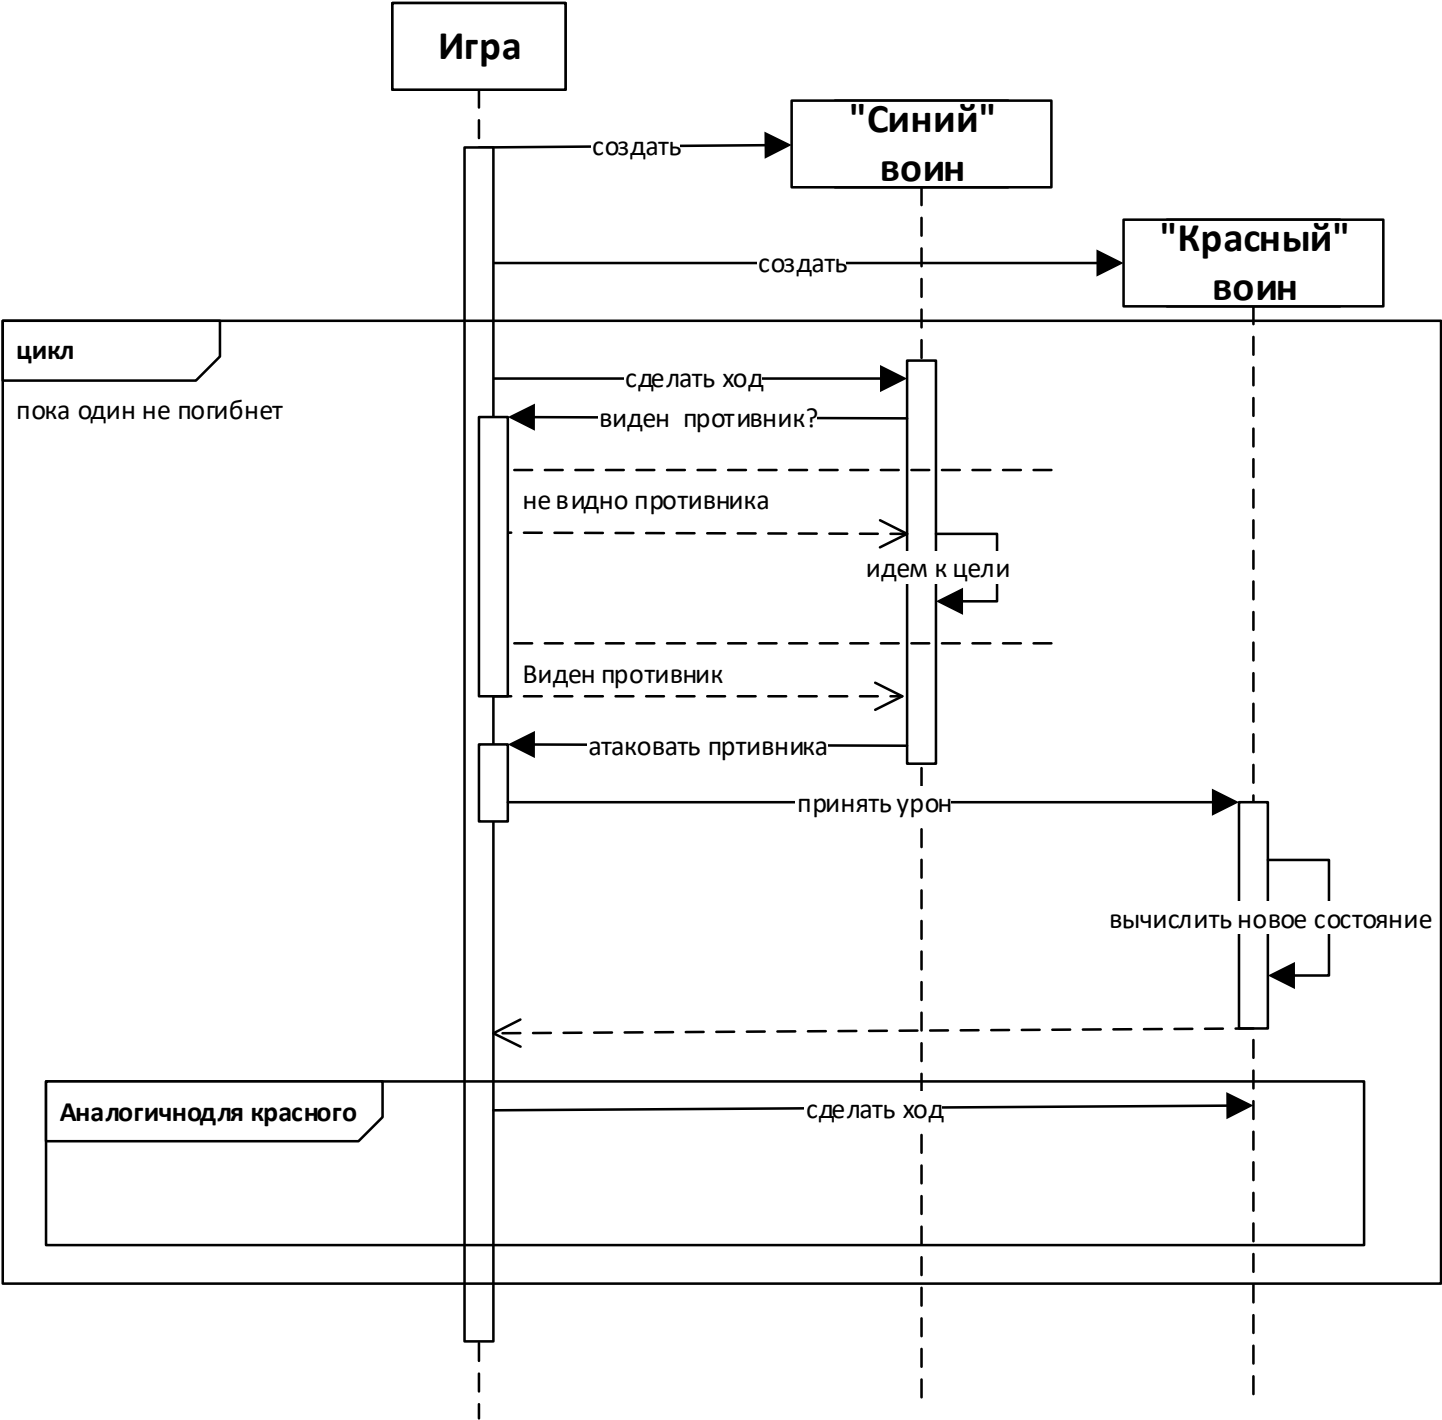 Игра
"Синий"
воин
создать
"Красный"
воин
создать
цикл
пока один не погибнет
сделать ход
виден противник?
не видно противника
идем к цели
Виден противник
атаковать пртивника
принять урон
вычислить новое состояние
Аналогичнодля красного
сделать ход